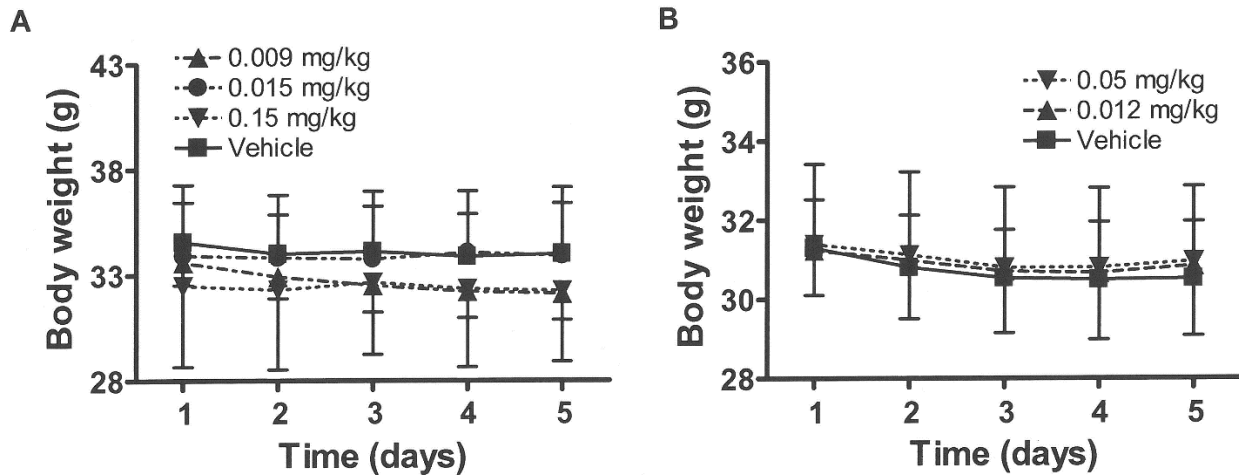 A
0.009 mg/kg
0.015 mg/kg
0.15 mg/kg
Vehicle
43
38
33
28
Body weight (g)
1 2 3 4 5
Time (days)
B
0.05 mg/kg
0.012 mg/kg
Vehicle
36
34
32
30
28
Body weight (g)
1 2 3 4 5
Time (days)